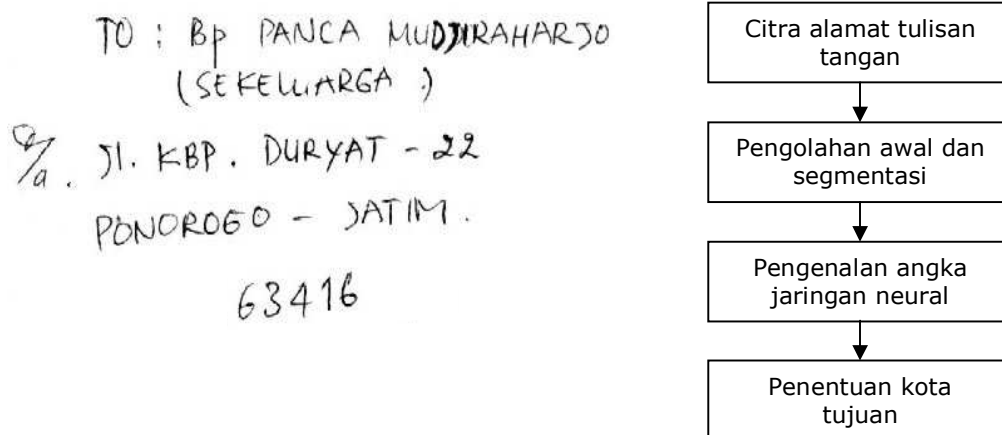 TO : Bp PANCA MUDJIRAHARJO
(SEKELUARGA :)
d/a. Jl. KBP. DURYAT - 22
PONOROGO - JATIM.
63416
Citra alamat tulisan
tangan
Pengolahan awal dan
segmentasi
Pengenalan angka
jaringan neural
Penentuan kota
tujuan